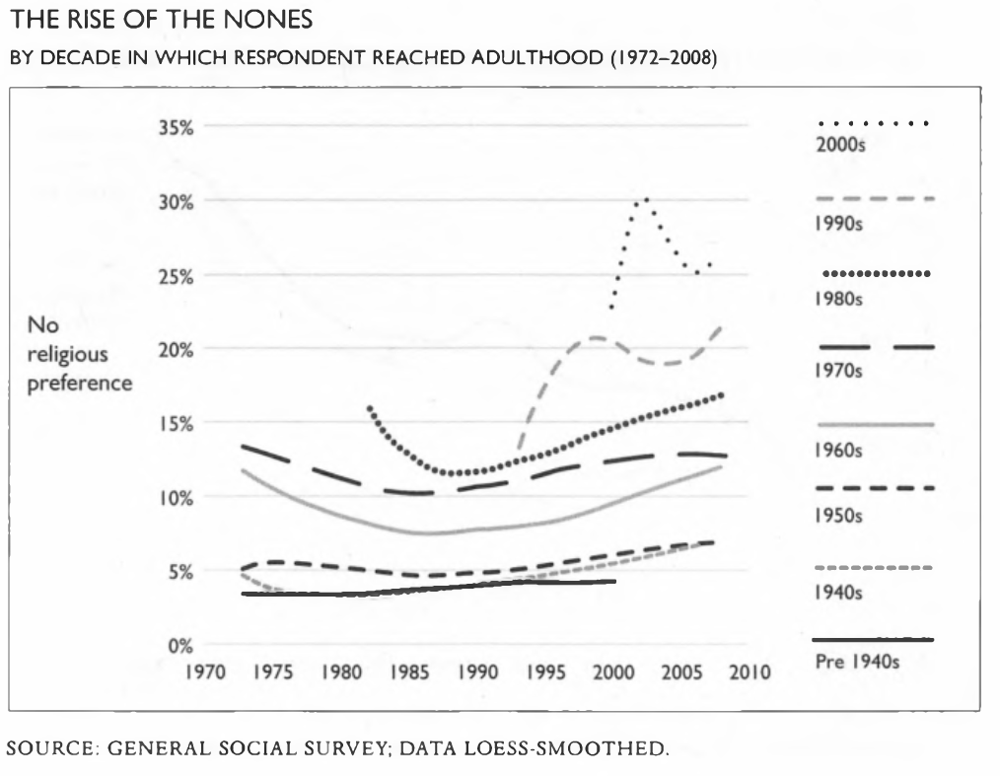 THE RISE OF THE NONES
BY DECADE IN WHICH RESPONDENT REACHED ADULTHOOD (1972–2008)
35%
30%
25%
20%
15%
10%
5%
0%
No
religious
preference
1970 1975 1980 1985 1990 1995 2000 2005 2010
2000s
1990s
1980s
1970s
1960s
1950s
1940s
Pre 1940s
SOURCE: GENERAL SOCIAL SURVEY; DATA LOESS-SMOOTHED.